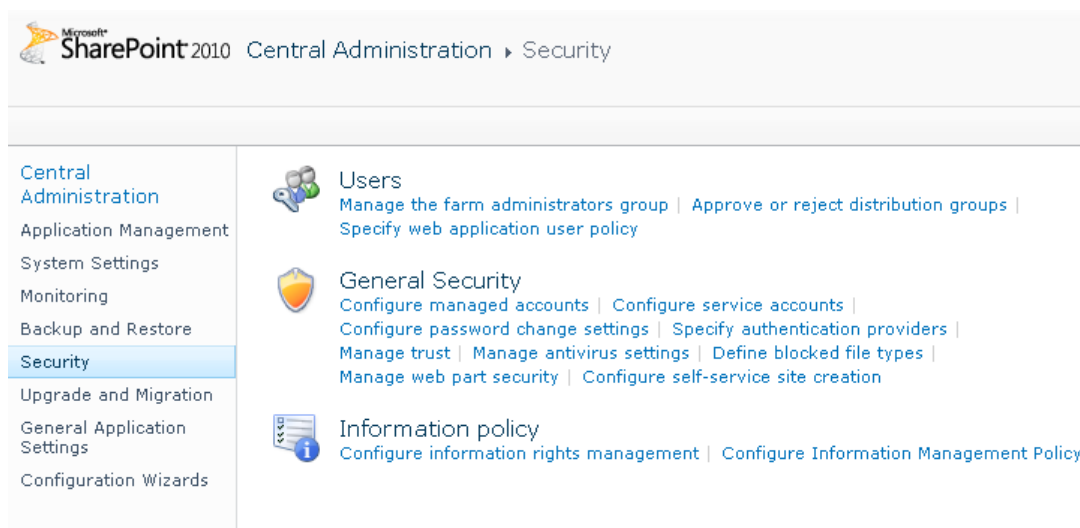 Microsoft®
SharePoint 2010 Central Administration ▸ Security
Central
Administration
Application Management
System Settings
Monitoring
Backup and Restore
Security
Upgrade and Migration
General Application
Settings
Configuration Wizards
Users
Manage the farm administrators group | Approve or reject distribution groups |
Specify web application user policy
General Security
Configure managed accounts | Configure service accounts |
Configure password change settings | Specify authentication providers |
Manage trust | Manage antivirus settings | Define blocked file types |
Manage web part security | Configure self-service site creation
Information policy
Configure information rights management | Configure Information Management Policy